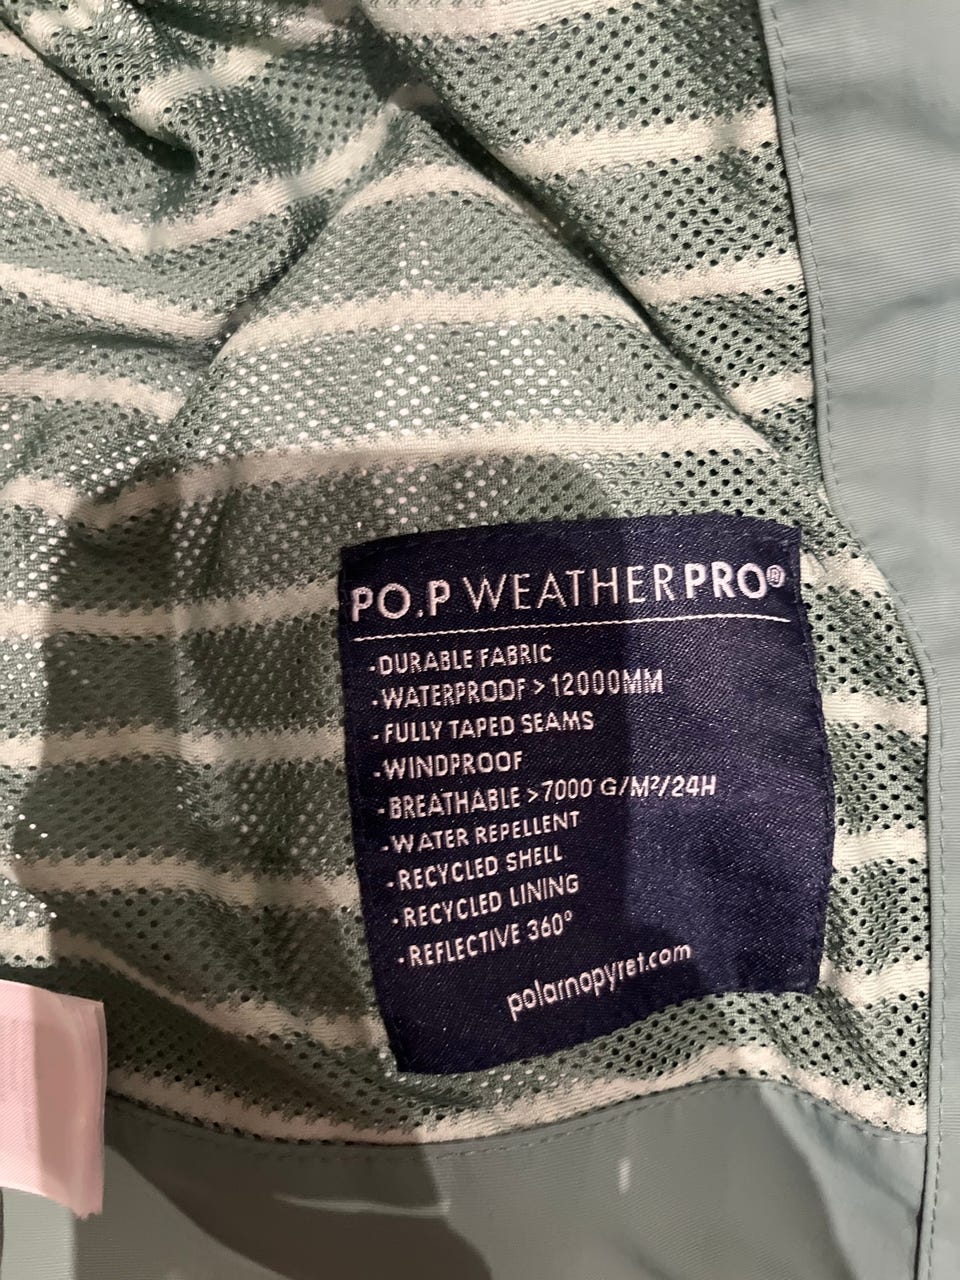 PO.P WEATHERPRO®
-DURABLE FABRIC
-WATERPROOF >12000MM
-FULLY TAPED SEAMS
-WINDPROOF
-BREATHABLE >7000 G/M²/24H
-WATER REPELLENT
-RECYCLED SHELL
-RECYCLED LINING
-REFLECTIVE 360°
polarnopyret.com